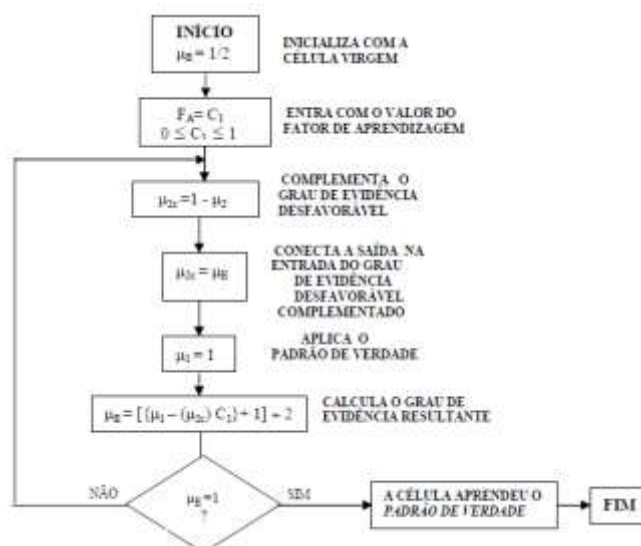 INÍCIO
μE = 1/2
INICIALIZA COM A
CÉLULA VIRGEM
FA = C1
0 ≤ C1 ≤ 1
ENTRA COM O VALOR DO
FATOR DE APRENDIZAGEM
μ2c = 1 - μ2
COMPLEMENTA O
GRAU DE EVIDÊNCIA
DESFAVORÁVEL
μ2c = μE
CONECTA A SAÍDA NA
ENTRADA DO GRAU
DE EVIDÊNCIA
DESFAVORÁVEL
COMPLEMENTADO
μ1 = 1
APLICA O
PADRÃO DE VERDADE
μE = [ (μ1 – (μ2c) C1) + 1] ÷ 2
CALCULA O GRAU DE
EVIDÊNCIA RESULTANTE
NÃO
μE =1
?
SIM
A CÉLULA APRENDEU O
PADRÃO DE VERDADE
FIM